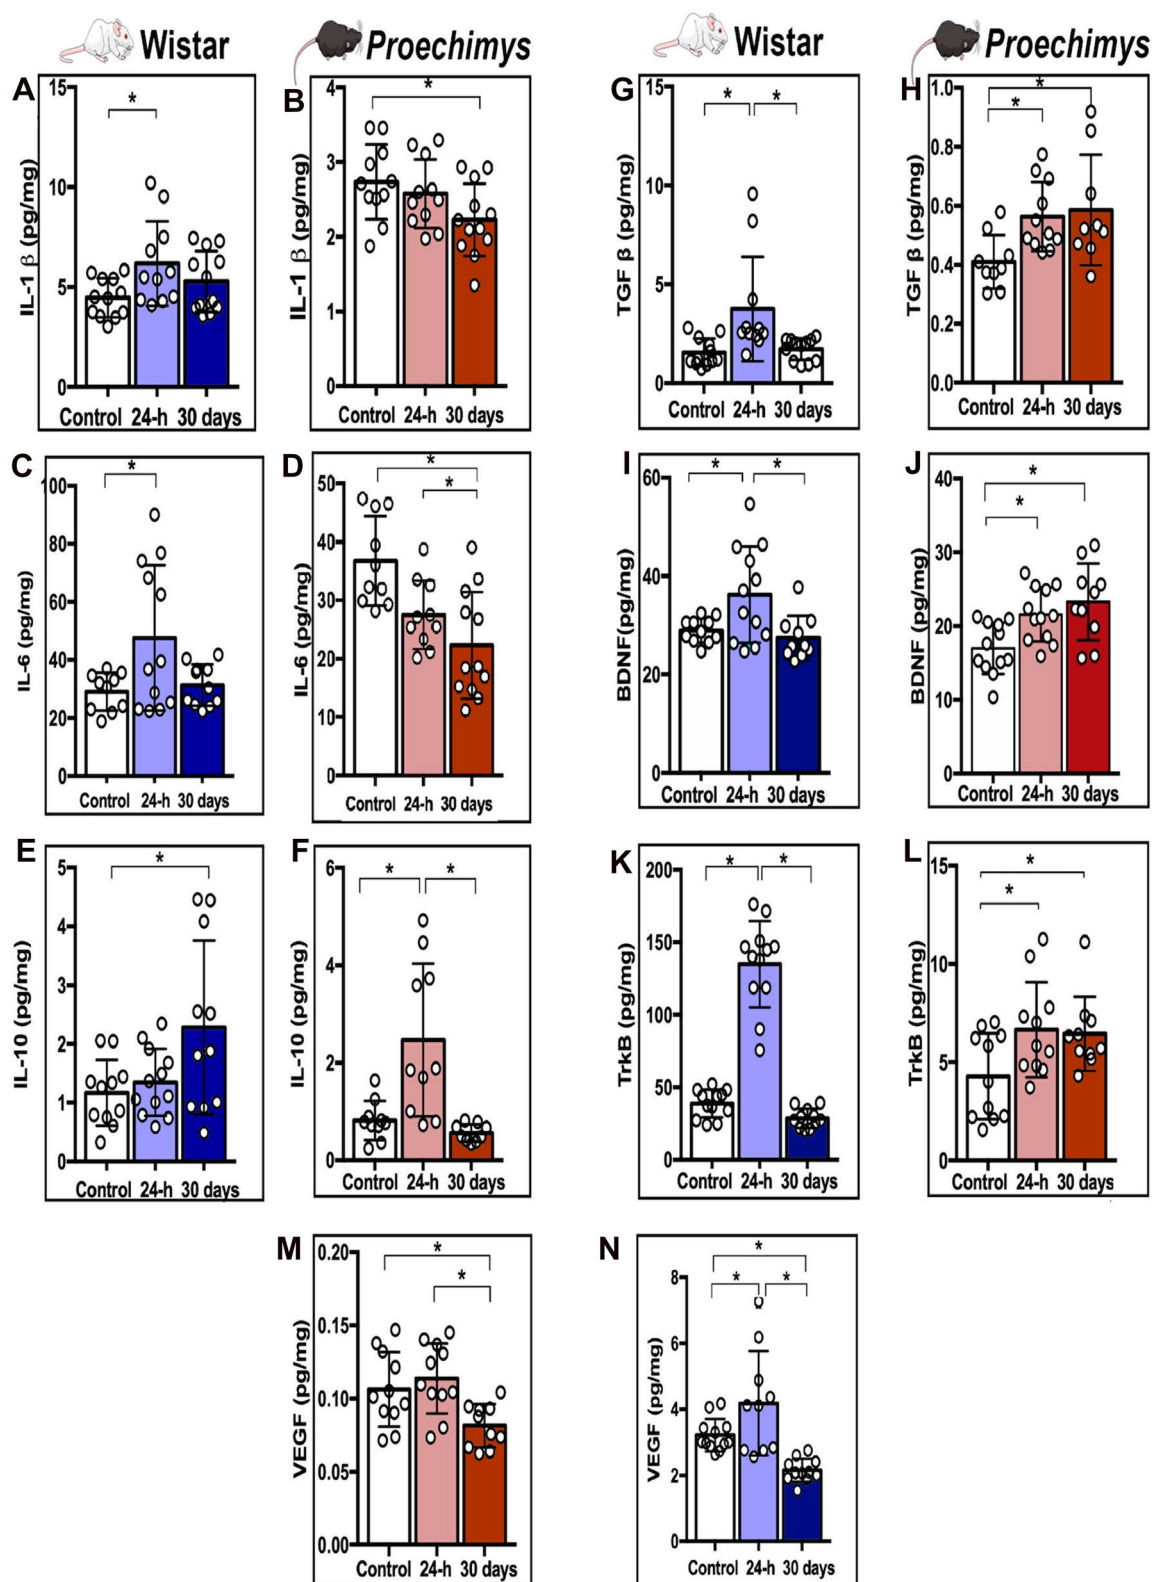 Wistar
Proechimys
Wistar
Proechimys
A
*
15
10
5
0
IL-1 β (pg/mg)
Control 24-h 30 days
B
*
4
3
2
1
0
IL-1 β (pg/mg)
Control 24-h 30 days
G
* *
15
10
5
0
TGF β (pg/mg)
Control 24-h 30 days
H
*
*
1.0
0.8
0.6
0.4
0.2
0.0
TGF β (pg/mg)
Control 24-h 30 days
C
*
100
80
60
40
20
0
IL-6 (pg/mg)
Control 24-h 30 days
D
*
*
50
40
30
20
10
0
IL-6 (pg/mg)
Control 24-h 30 days
I
* *
60
40
20
0
BDNF(pg/mg)
Control 24-h 30 days
J
*
*
40
30
20
10
0
BDNF (pg/mg)
Control 24-h 30 days
E
*
5
4
3
2
1
0
IL-10 (pg/mg)
Control 24-h 30 days
F
* *
6
4
2
0
IL-10 (pg/mg)
Control 24-h 30 days
K
* *
200
150
100
50
0
TrkB (pg/mg)
Control 24-h 30 days
L
*
*
15
10
5
0
TrkB (pg/mg)
Control 24-h 30 days
M
*
*
0.20
0.15
0.10
0.05
0.00
VEGF (pg/mg)
Control 24-h 30 days
N
*
* *
8
6
4
2
0
VEGF (pg/mg)
Control 24-h 30 days